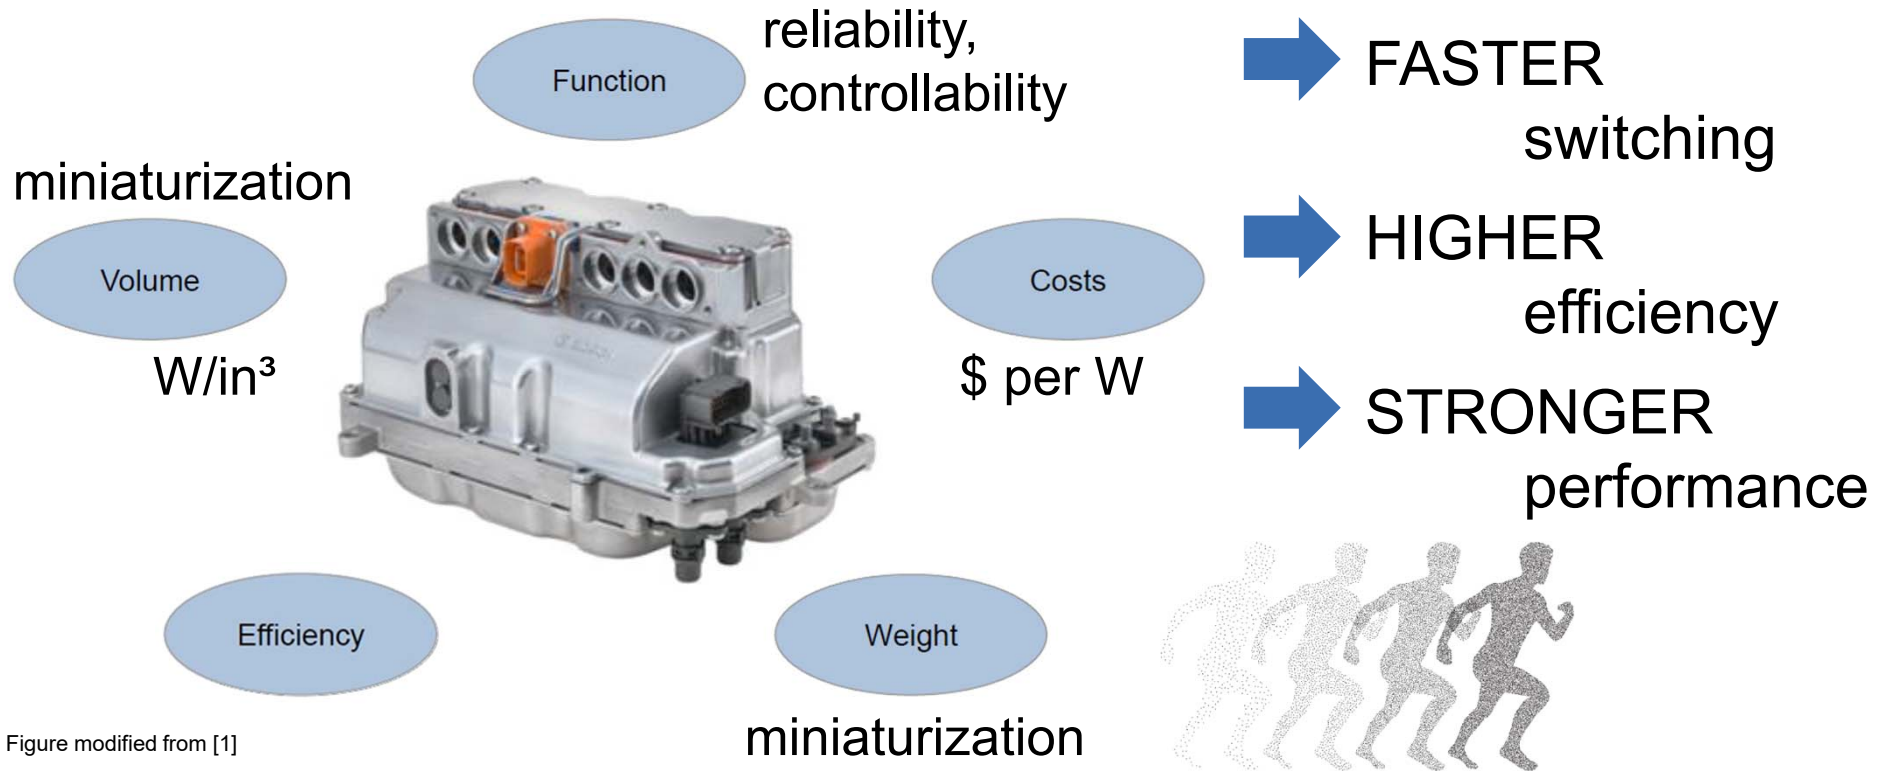 Function
reliability,
controllability
miniaturization
Volume
W/in³
Costs
$ per W
Efficiency
Weight
miniaturization
FASTER
switching
HIGHER
efficiency
STRONGER
performance
Figure modified from [1]